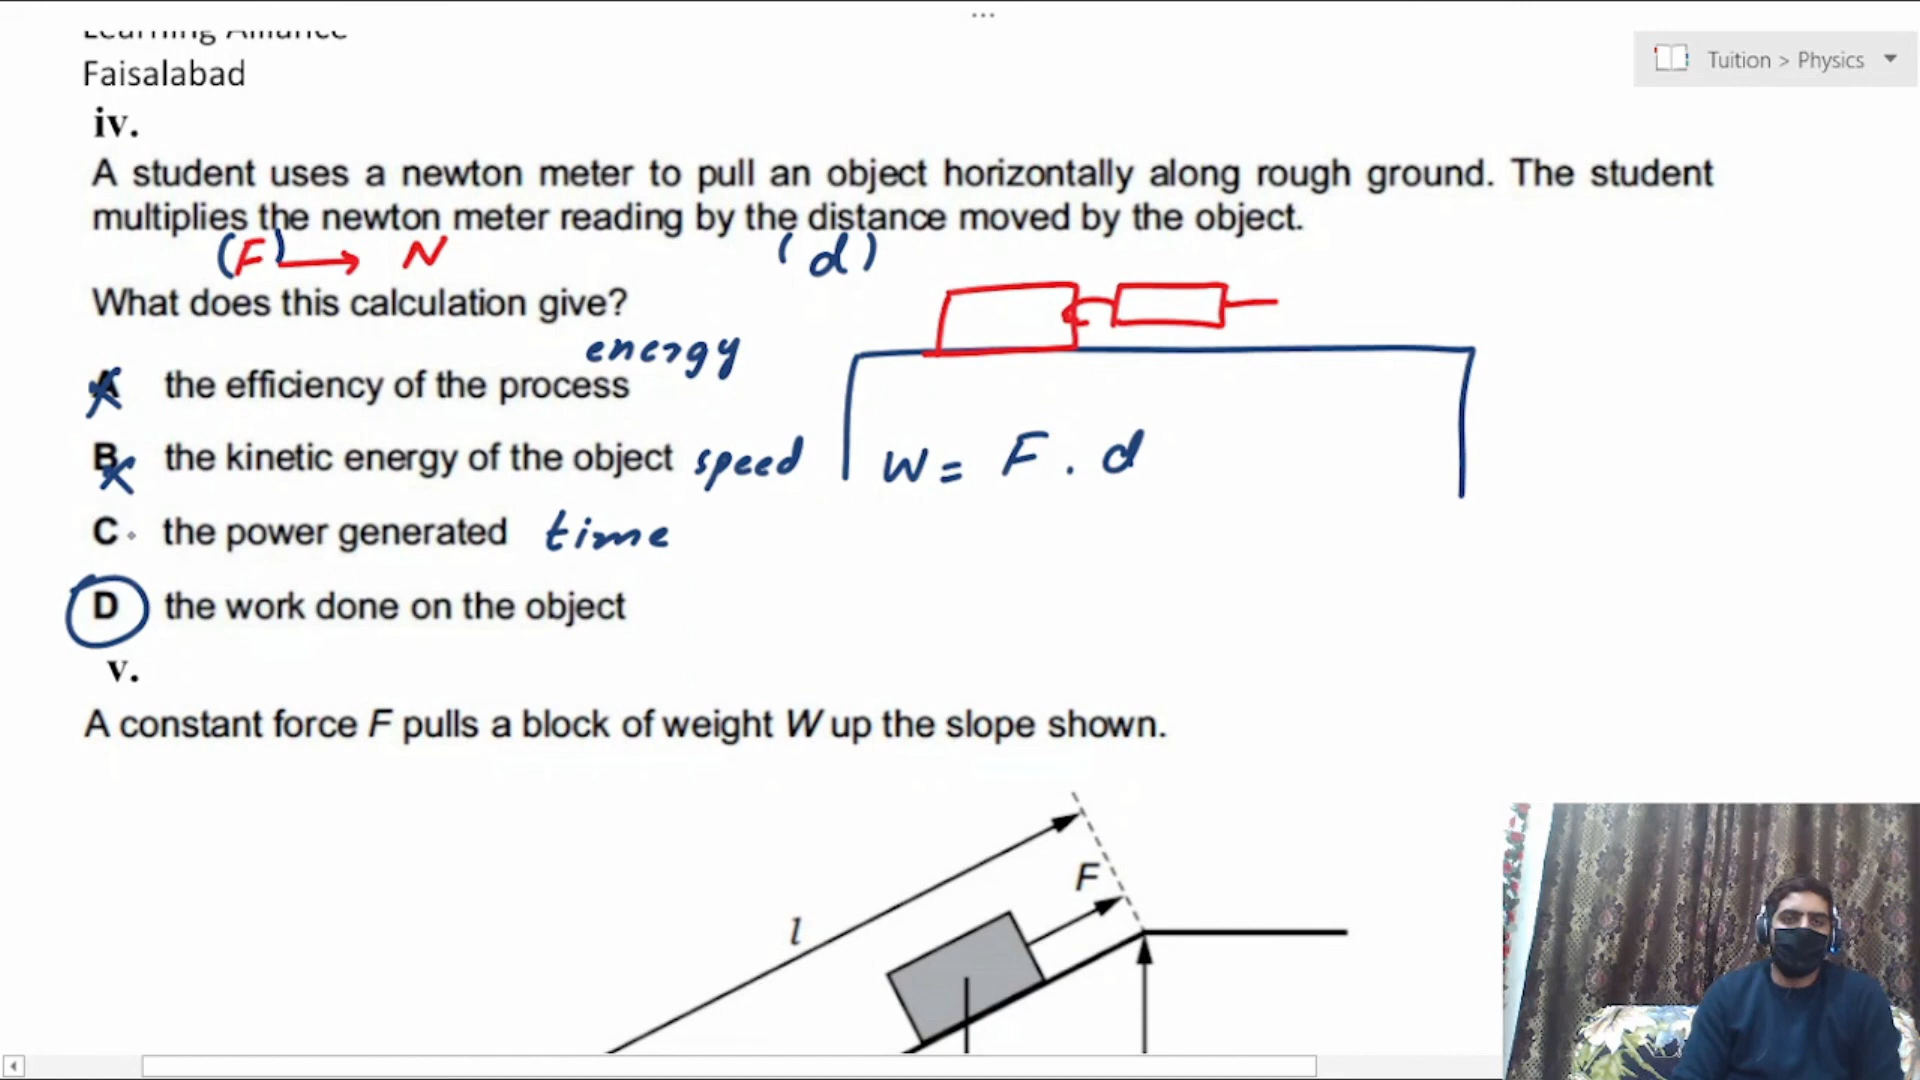 ...
Learning Alliance
Faisalabad
Tuition > Physics
iv.
A student uses a newton meter to pull an object horizontally along rough ground. The student
multiplies the newton meter reading by the distance moved by the object.
(F) → N
(d)
What does this calculation give?
energy
A the efficiency of the process
B the kinetic energy of the object speed
W = F . d
C the power generated time
D the work done on the object
v.
A constant force F pulls a block of weight W up the slope shown.
l
F